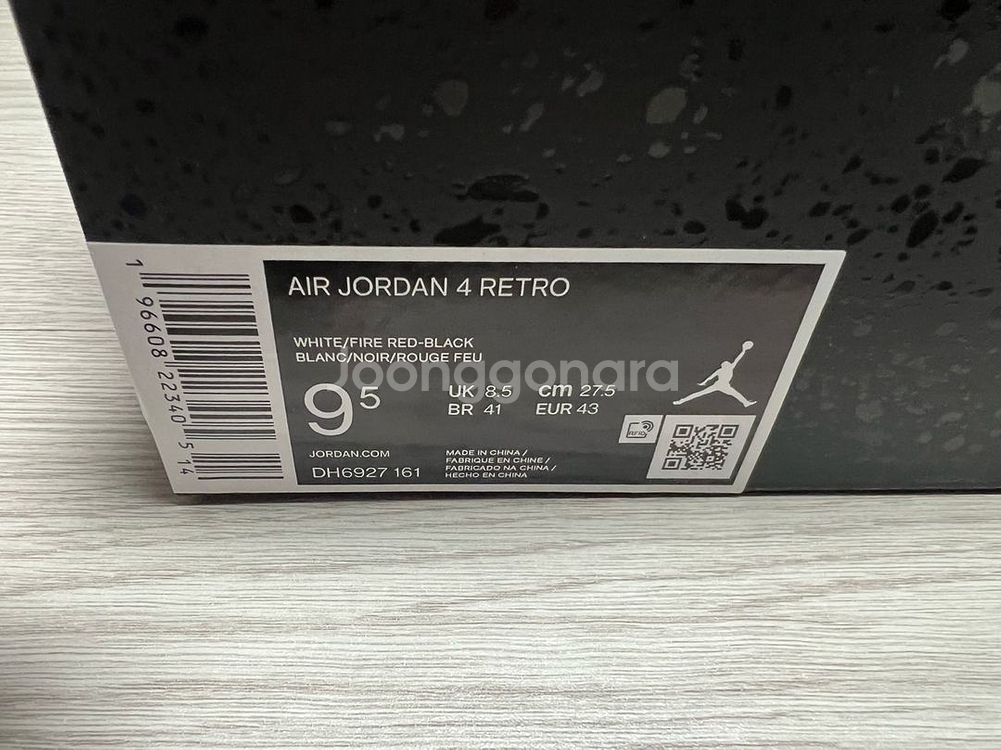 AIR JORDAN 4 RETRO
WHITE/FIRE RED-BLACK
BLANC/NOIR/ROUGE FEU
Joonggonara
9.5 UK 8.5 cm 27.5
BR 41 EUR 43
JORDAN.COM
DH6927 161
MADE IN CHINA /
FABRIQUE EN CHINE /
FABRICADO NA CHINA /
HECHO EN CHINA
RFID
1 96608 22340 5 14